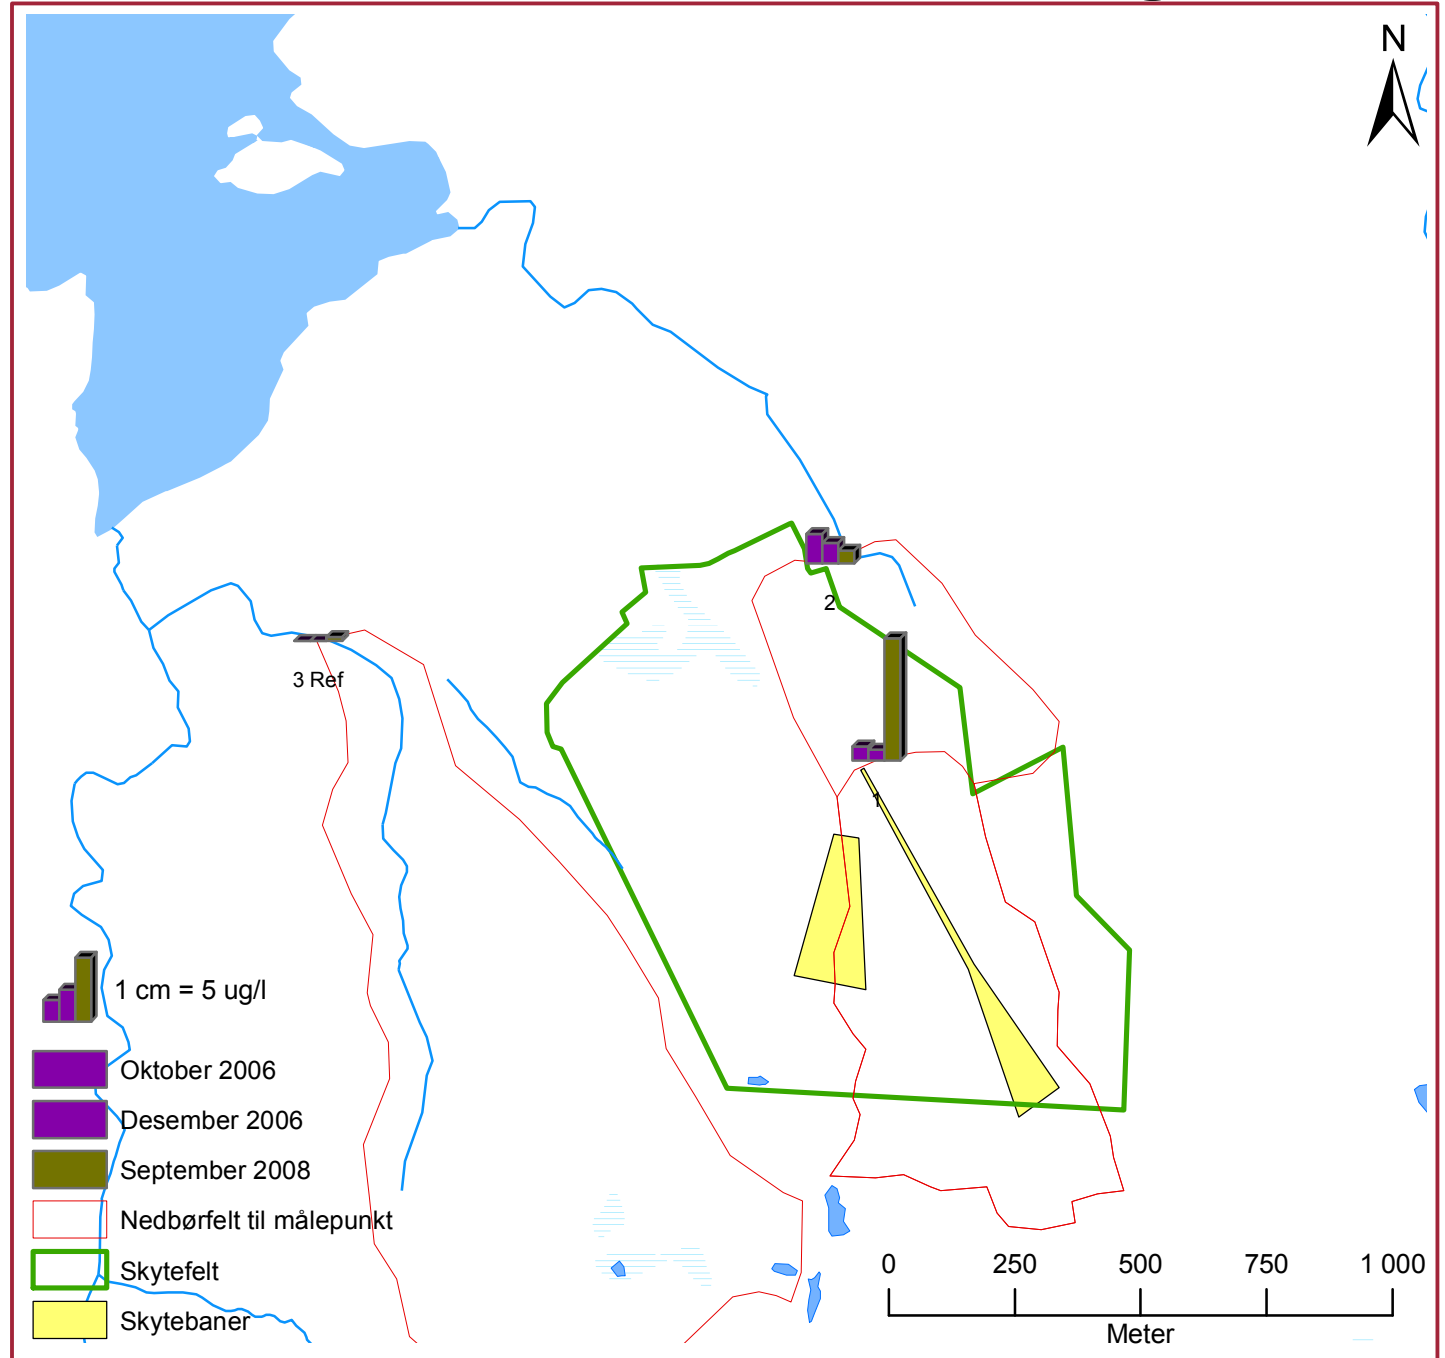 N
2
3 Ref
1
1 cm = 5 ug/l
Oktober 2006
Desember 2006
September 2008
Nedbørfelt til målepunkt
Skytefelt
Skytebaner
0 250 500 750 1 000
Meter